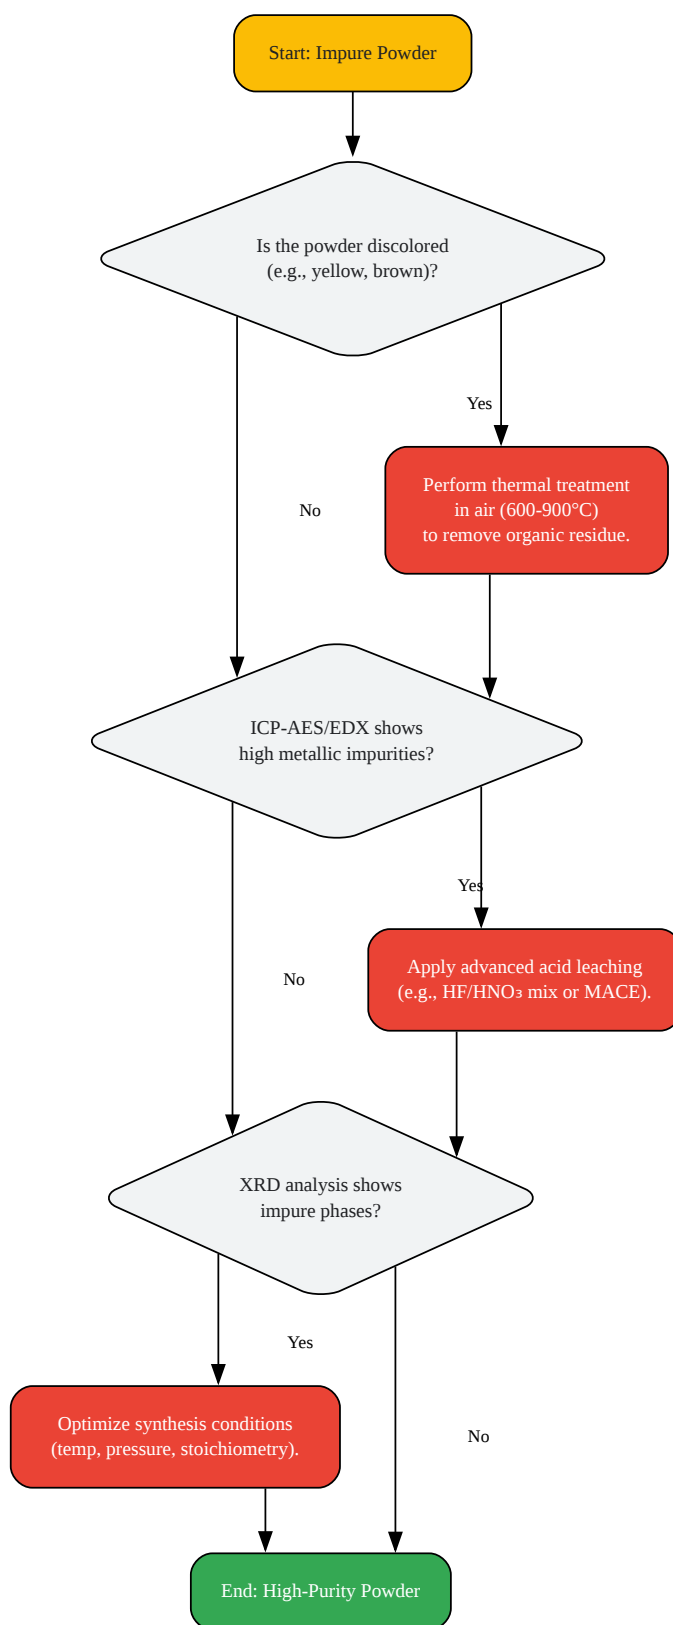 Start: Impure Powder
Is the powder discolored
(e.g., yellow, brown)?
Yes
Perform thermal treatment
in air (600-900°C)
to remove organic residue.
No
ICP-AES/EDX shows
high metallic impurities?
Yes
Apply advanced acid leaching
(e.g., HF/HNO₃ mix or MACE).
No
XRD analysis shows
impure phases?
Yes
Optimize synthesis conditions
(temp, pressure, stoichiometry).
No
End: High-Purity Powder